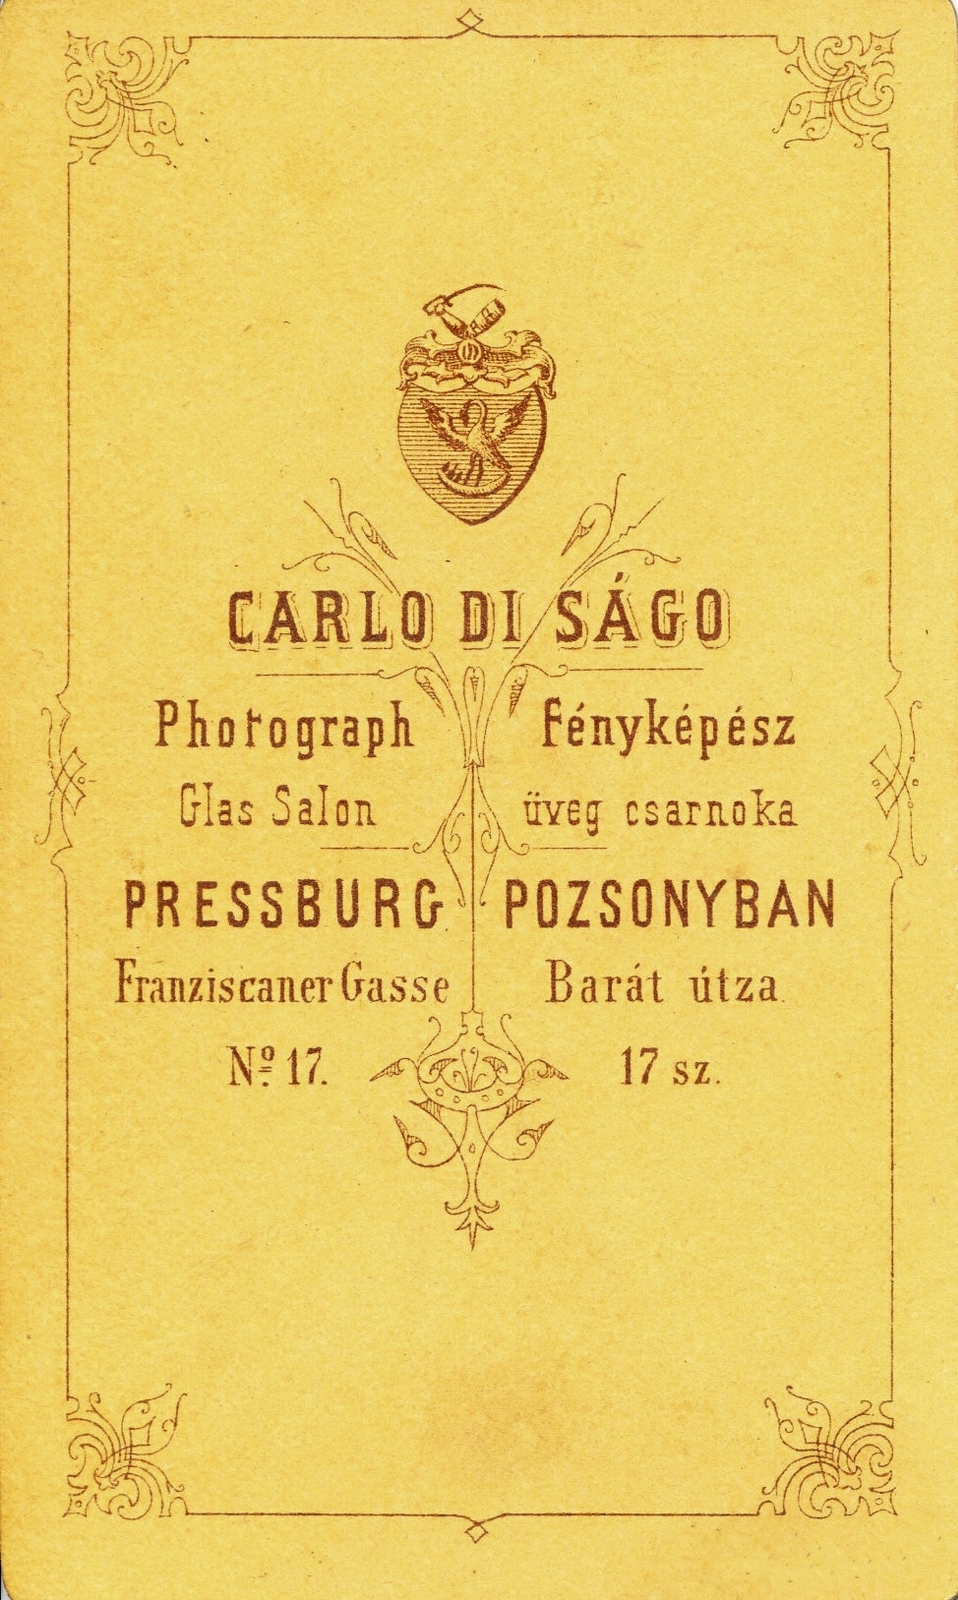 CARLO DI SÁGO
Photograph Fényképész
Glas Salon üveg csarnoka
PRESSBURG POZSONYBAN
Franziscaner Gasse Barát útza
Nº 17. 17 sz.